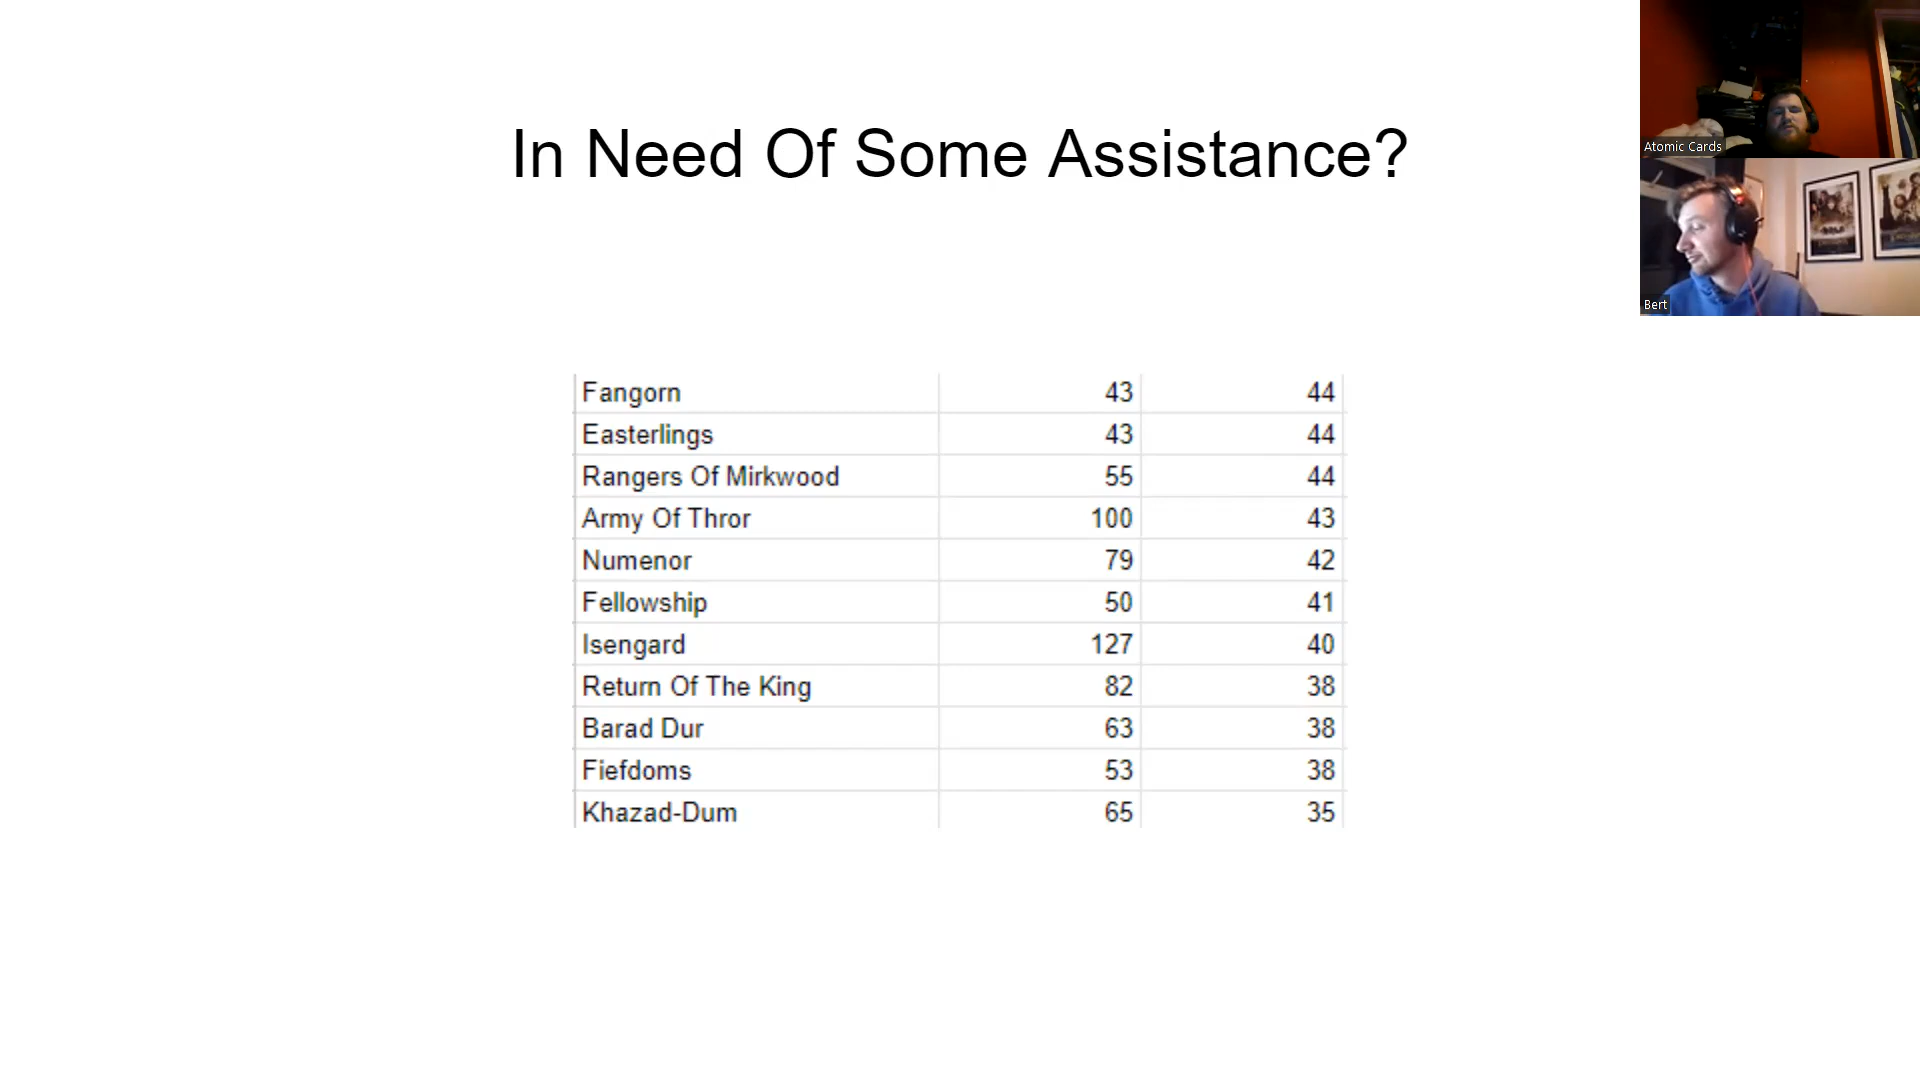 In Need Of Some Assistance?
Atomic Cards
Bert
Fangorn 43 44
Easterlings 43 44
Rangers Of Mirkwood 55 44
Army Of Thror 100 43
Numenor 79 42
Fellowship 50 41
Isengard 127 40
Return Of The King 82 38
Barad Dur 63 38
Fiefdoms 53 38
Khazad-Dum 65 35